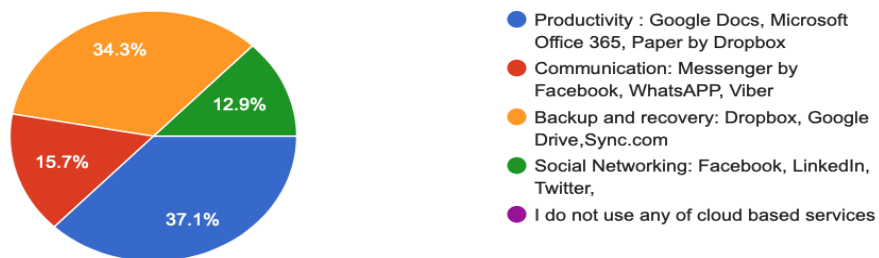 34.3%
12.9%
15.7%
37.1%
Productivity : Google Docs, Microsoft
Office 365, Paper by Dropbox
Communication: Messenger by
Facebook, WhatsAPP, Viber
Backup and recovery: Dropbox, Google
Drive,Sync.com
Social Networking: Facebook, LinkedIn,
Twitter,
I do not use any of cloud based services